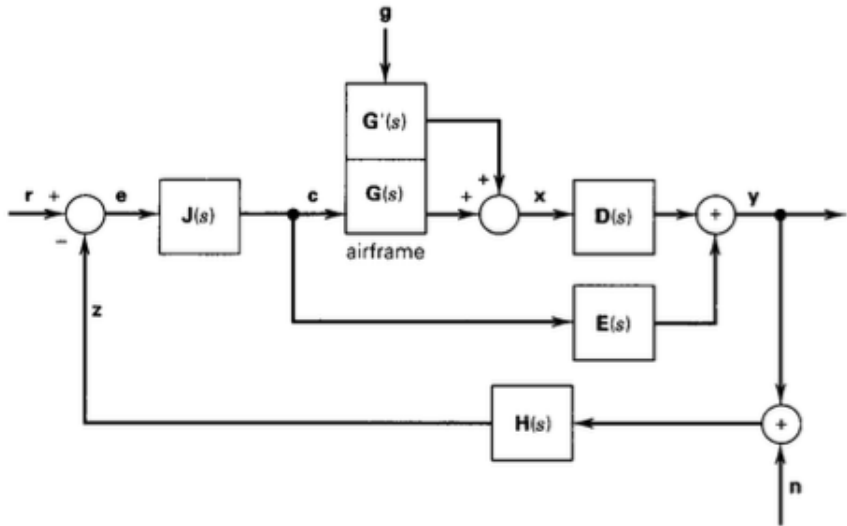 g
G'(s)
r + e J(s) c G(s) + + x D(s) + y
−
airframe
z
E(s)
H(s) +
n